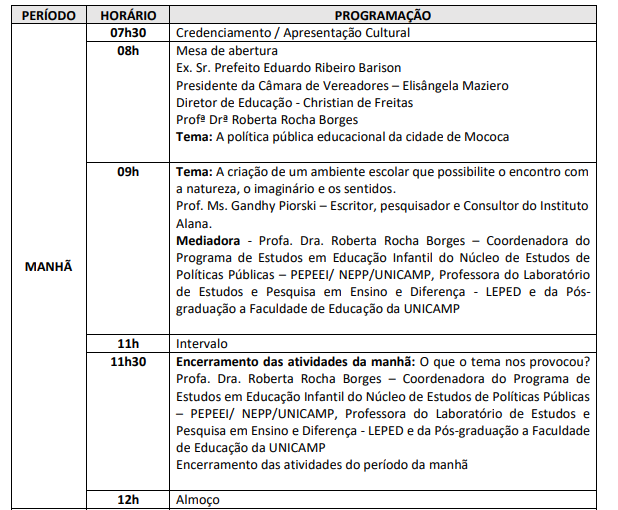 PERÍODO HORÁRIO PROGRAMAÇÃO
MANHÃ
07h30 Credenciamento / Apresentação Cultural
08h Mesa de abertura
Ex. Sr. Prefeito Eduardo Ribeiro Barison
Presidente da Câmara de Vereadores – Elisângela Maziero
Diretor de Educação - Christian de Freitas
Profª Drª Roberta Rocha Borges
Tema: A política pública educacional da cidade de Mococa
09h Tema: A criação de um ambiente escolar que possibilite o encontro com
a natureza, o imaginário e os sentidos.
Prof. Ms. Gandhy Piorski – Escritor, pesquisador e Consultor do Instituto
Alana.
Mediadora - Profa. Dra. Roberta Rocha Borges – Coordenadora do
Programa de Estudos em Educação Infantil do Núcleo de Estudos de
Políticas Públicas – PEPEEI/ NEPP/UNICAMP, Professora do Laboratório
de Estudos e Pesquisa em Ensino e Diferença - LEPED e da Pós-
graduação a Faculdade de Educação da UNICAMP
11h Intervalo
11h30 Encerramento das atividades da manhã: O que o tema nos provocou?
Profa. Dra. Roberta Rocha Borges – Coordenadora do Programa de
Estudos em Educação Infantil do Núcleo de Estudos de Políticas Públicas
– PEPEEI/ NEPP/UNICAMP, Professora do Laboratório de Estudos e
Pesquisa em Ensino e Diferença - LEPED e da Pós-graduação a Faculdade
de Educação da UNICAMP
Encerramento das atividades do período da manhã
12h Almoço